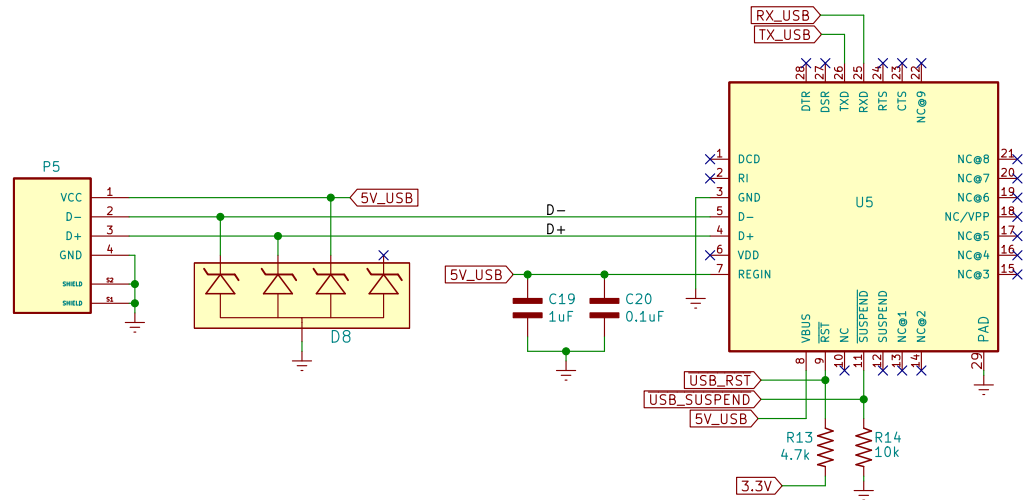 RX_USB
TX_USB
28 27 26 25 24 23 22
DTR DSR TXD RXD RTS CTS NC@9
P5
VCC 1
D- 2
D+ 3
GND 4
SHIELD S2
SHIELD S1
5V_USB
D-
D+
D8
5V_USB
C19
1uF
C20
0.1uF
U5
1 DCD
2 RI
3 GND
5 D-
4 D+
6 VDD
7 REGIN
NC@8 21
NC@7 20
NC@6 19
NC/VPP 18
NC@5 17
NC@4 16
NC@3 15
VBUS RST NC SUSPEND SUSPEND NC@1 NC@2 PAD
8 9 10 11 12 13 14 29
USB_RST
USB_SUSPEND
5V_USB
R13
4.7k
R14
10k
3.3V